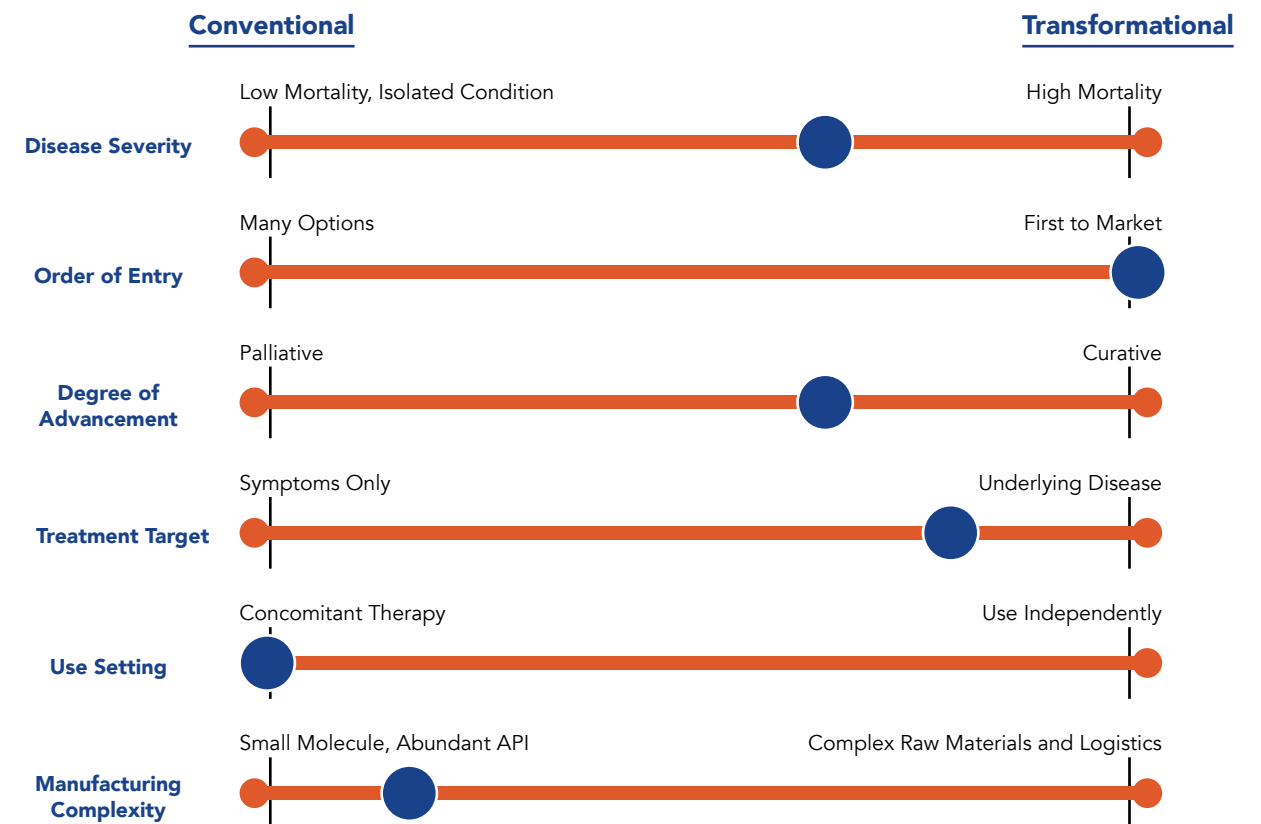 Conventional
Transformational
Low Mortality, Isolated Condition
High Mortality
Disease Severity
Many Options
First to Market
Order of Entry
Palliative
Curative
Degree of
Advancement
Symptoms Only
Underlying Disease
Treatment Target
Concomitant Therapy
Use Independently
Use Setting
Small Molecule, Abundant API
Complex Raw Materials and Logistics
Manufacturing
Complexity